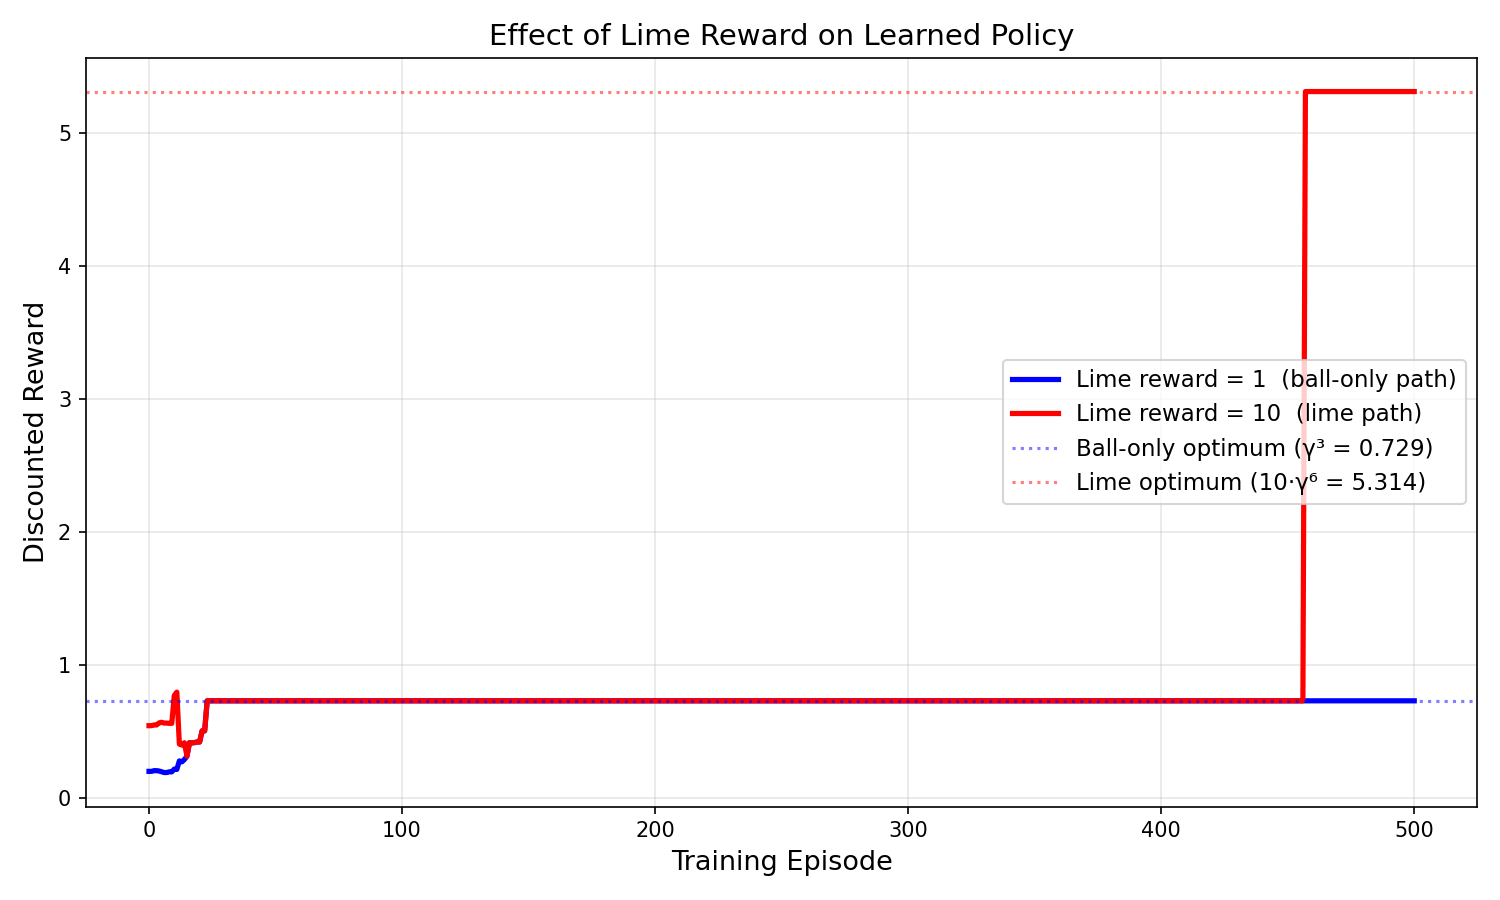 Effect of Lime Reward on Learned Policy
Discounted Reward
5
4
3
2
1
0
Lime reward = 1 (ball-only path)
Lime reward = 10 (lime path)
Ball-only optimum (γ³ = 0.729)
Lime optimum (10·γ⁶ = 5.314)
0 100 200 300 400 500
Training Episode